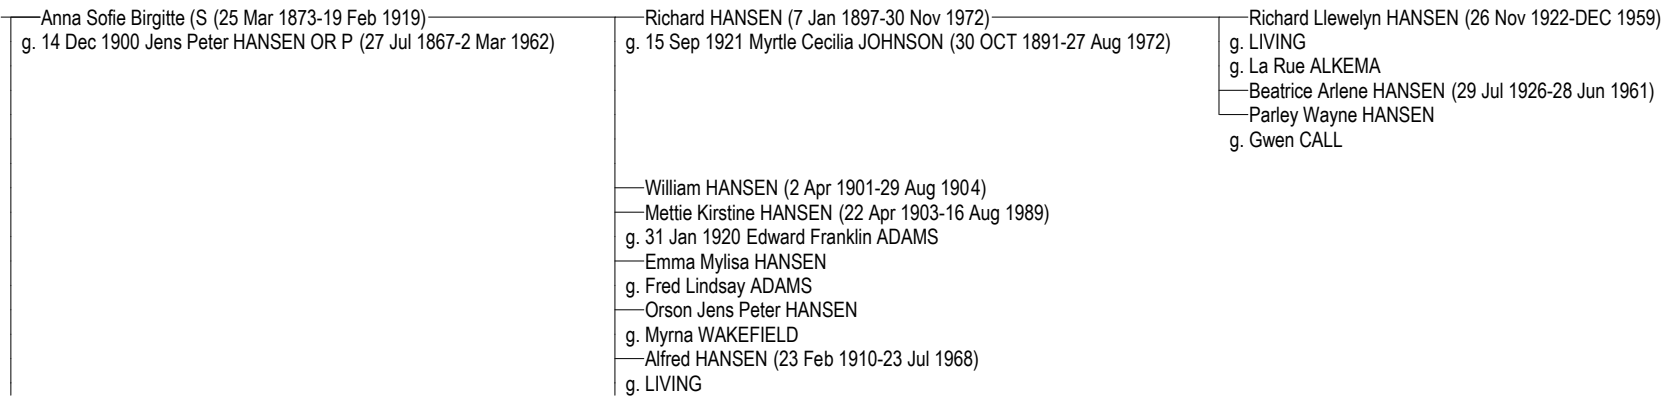 Anna Sofie Birgitte (S (25 Mar 1873-19 Feb 1919)
g. 14 Dec 1900 Jens Peter HANSEN OR P (27 Jul 1867-2 Mar 1962)
Richard HANSEN (7 Jan 1897-30 Nov 1972)
g. 15 Sep 1921 Myrtle Cecilia JOHNSON (30 OCT 1891-27 Aug 1972)
Richard Llewelyn HANSEN (26 Nov 1922-DEC 1959)
g. LIVING
g. La Rue ALKEMA
Beatrice Arlene HANSEN (29 Jul 1926-28 Jun 1961)
Parley Wayne HANSEN
g. Gwen CALL
William HANSEN (2 Apr 1901-29 Aug 1904)
Mettie Kirstine HANSEN (22 Apr 1903-16 Aug 1989)
g. 31 Jan 1920 Edward Franklin ADAMS
Emma Mylisa HANSEN
g. Fred Lindsay ADAMS
Orson Jens Peter HANSEN
g. Myrna WAKEFIELD
Alfred HANSEN (23 Feb 1910-23 Jul 1968)
g. LIVING